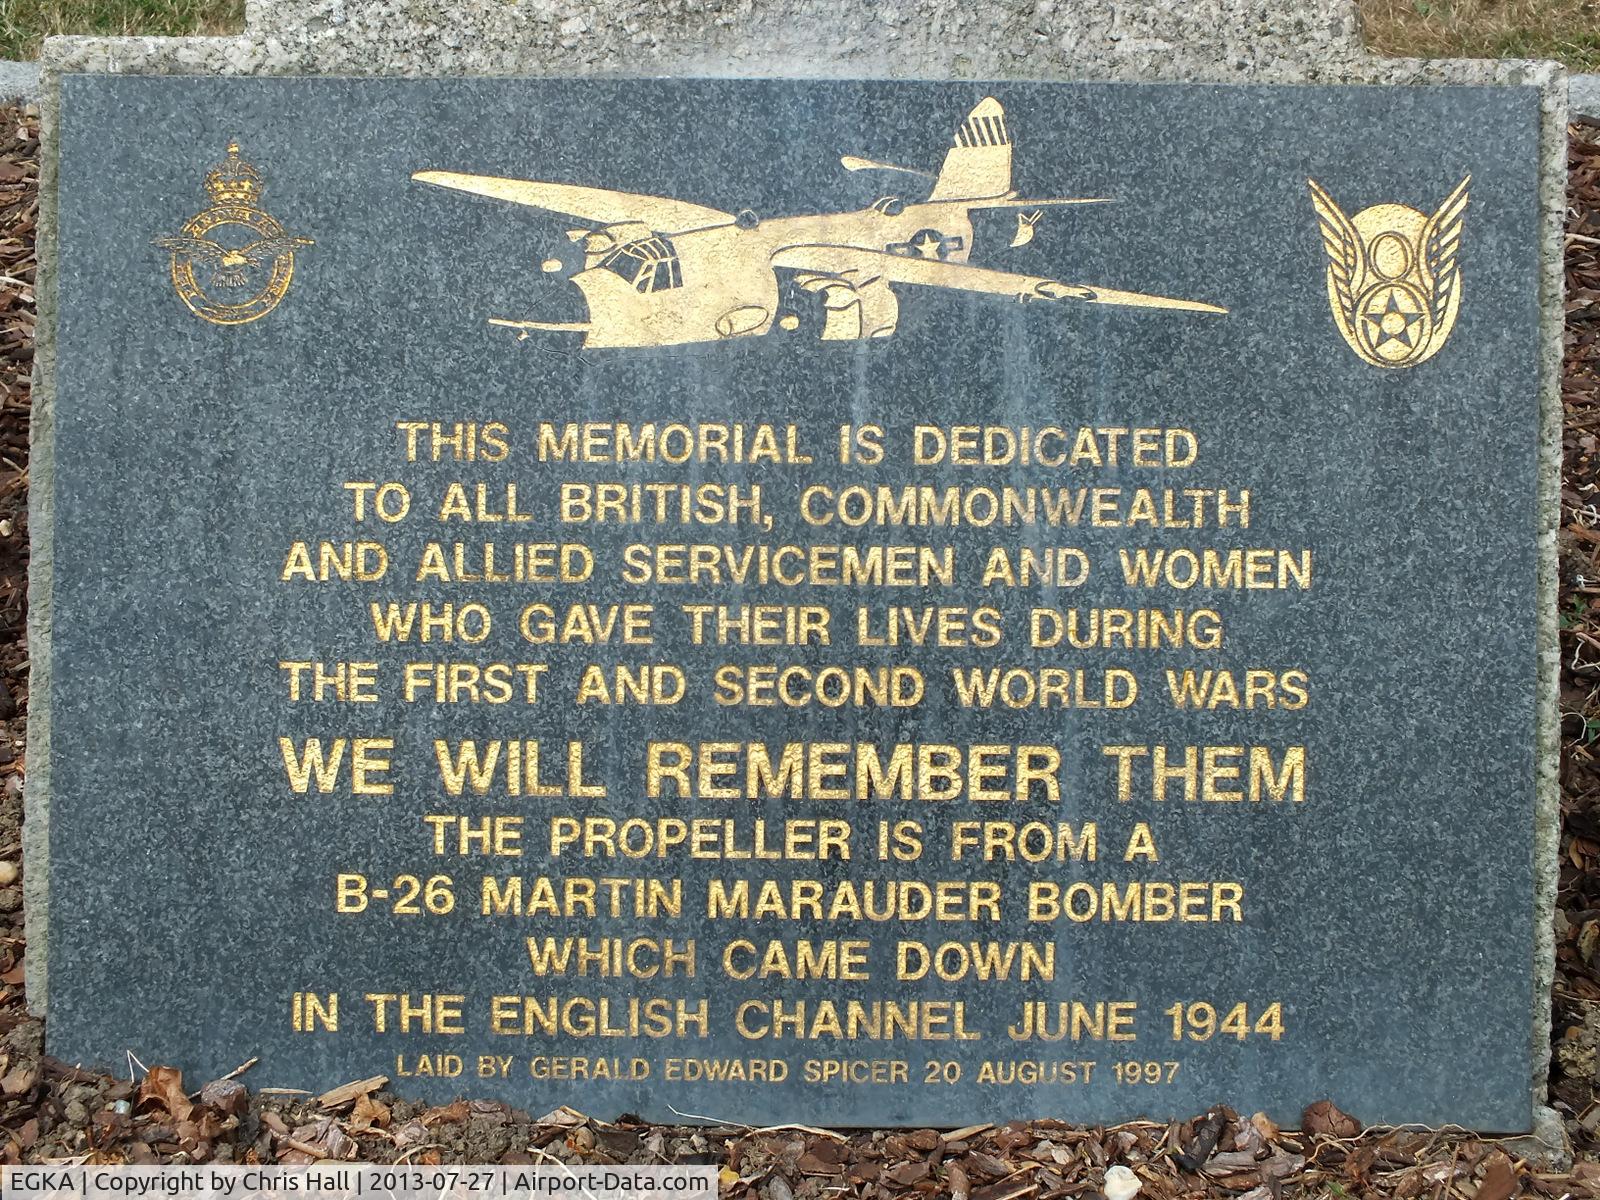 THIS MEMORIAL IS DEDICATED
TO ALL BRITISH, COMMONWEALTH
AND ALLIED SERVICEMEN AND WOMEN
WHO GAVE THEIR LIVES DURING
THE FIRST AND SECOND WORLD WARS
WE WILL REMEMBER THEM
THE PROPELLER IS FROM A
B-26 MARTIN MARAUDER BOMBER
WHICH CAME DOWN
IN THE ENGLISH CHANNEL JUNE 1944
LAID BY GERALD EDWARD SPICER 20 AUGUST 1997
EGKA | Copyright by Chris Hall | 2013-07-27 | Airport-Data.com